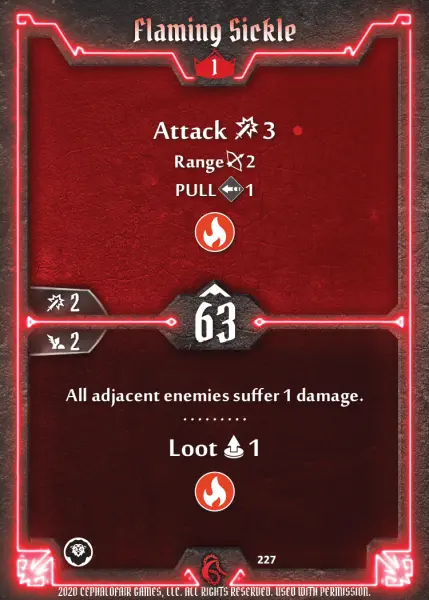 Flaming Sickle
1
Attack 3
Range 2
PULL 1
2
63
2
All adjacent enemies suffer 1 damage.
Loot 1
227
2020 CEPHALOFAIR GAMES, LLC. ALL RIGHTS RESERVED. USED WITH PERMISSION.